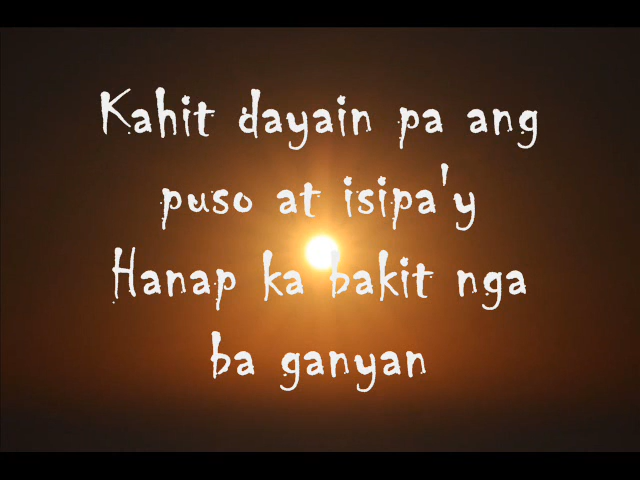 Kahit dayain pa ang
puso at isipa'y
Hanap ka bakit nga
ba ganyan